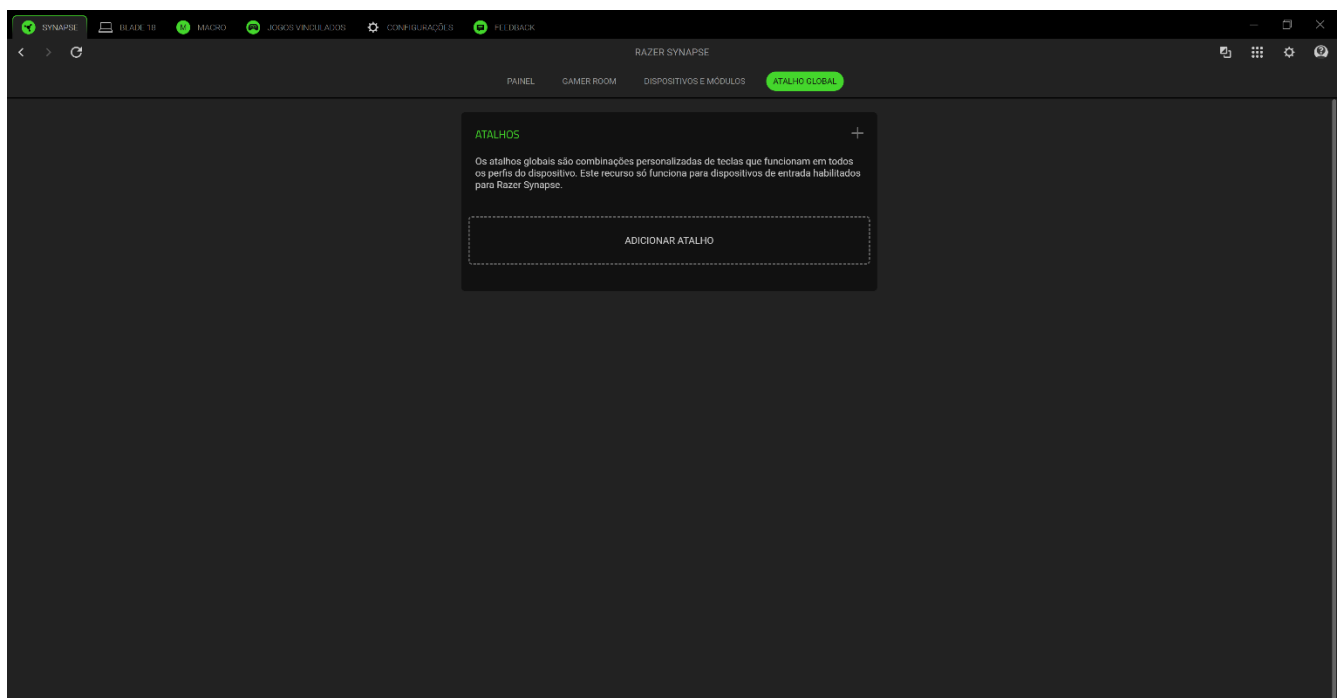 SYNAPSE BLADE 18 MACRO JOGOS VINCULADOS CONFIGURAÇÕES FEEDBACK
RAZER SYNAPSE
PAINEL GAMER ROOM DISPOSITIVOS E MÓDULOS ATALHO GLOBAL
ATALHOS
Os atalhos globais são combinações personalizadas de teclas que funcionam em todos
os perfis do dispositivo. Este recurso só funciona para dispositivos de entrada habilitados
para Razer Synapse.
ADICIONAR ATALHO